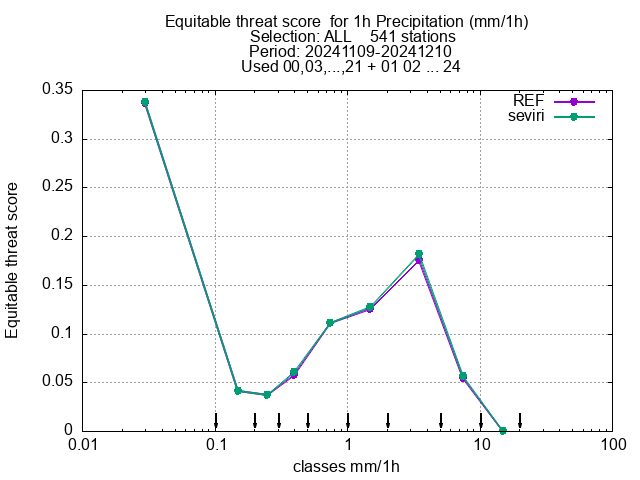 Equitable threat score  for 1h Precipitation (mm/1h)
Selection: ALL    541 stations
Period: 20241109-20241210
Used 00,03,...,21 + 01 02 ... 24
REF
seviri
0.35
0.3
0.25
0.2
0.15
0.1
0.05
0
Equitable threat score
0.01
0.1
1
10
100
classes mm/1h